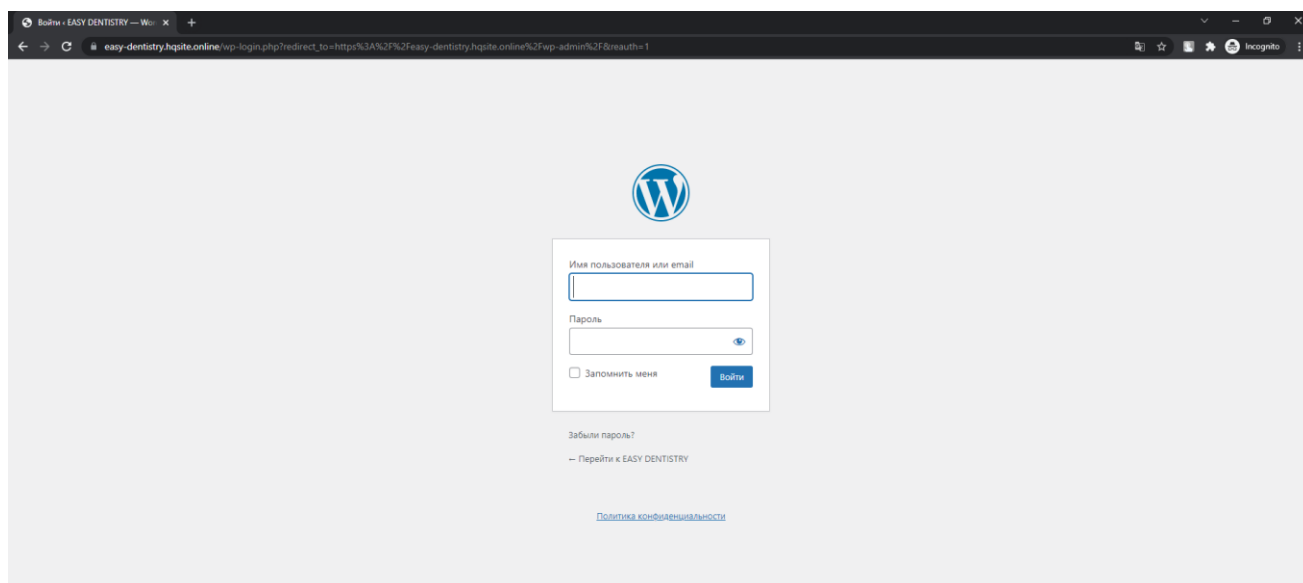 Войти ‹ EASY DENTISTRY — Wor
easy-dentistry.hqsite.online/wp-login.php?redirect_to=https%3A%2F%2Feasy-dentistry.hqsite.online%2Fwp-admin%2F&reauth=1
Incognito
Имя пользователя или email
Пароль
Запомнить меня
Войти
Забыли пароль?
← Перейти к EASY DENTISTRY
Политика конфиденциальности